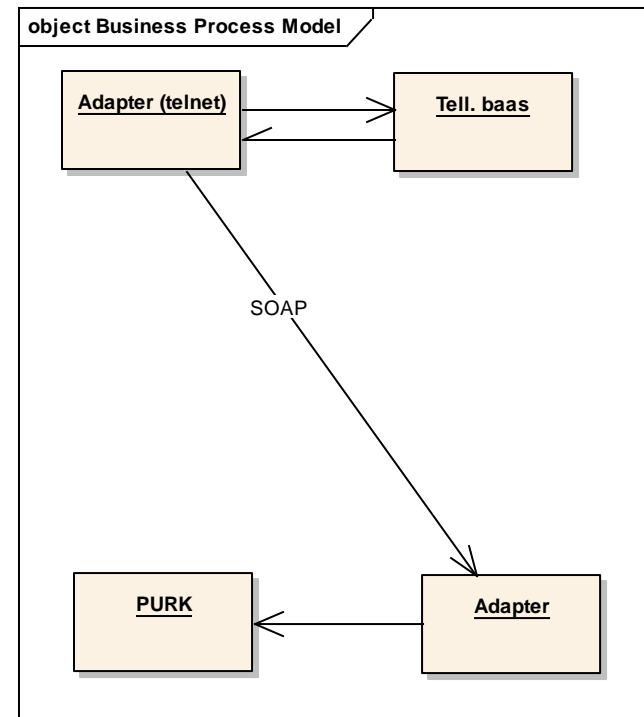 object Business Process Model
Adapter (telnet)
Tell. baas
SOAP
PURK
Adapter